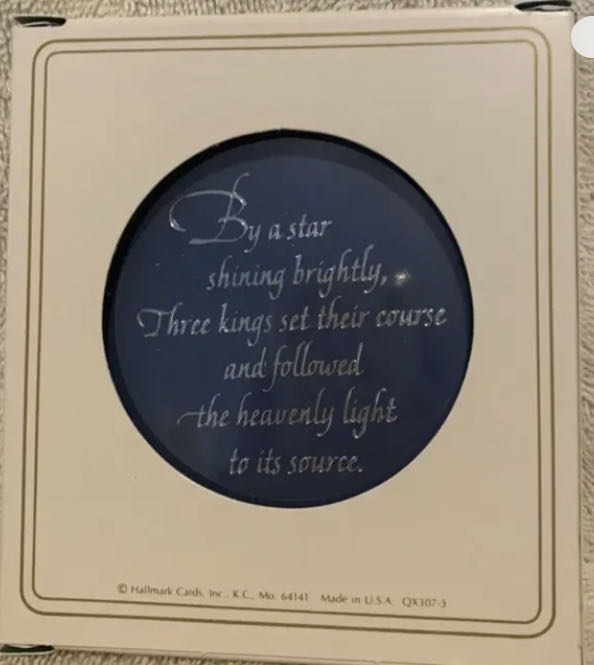 By a star
shining brightly,
Three kings set their course
and followed
the heavenly light
to its source.
© Hallmark Cards, Inc., K.C., Mo. 64141 Made in U.S.A. QX307-3